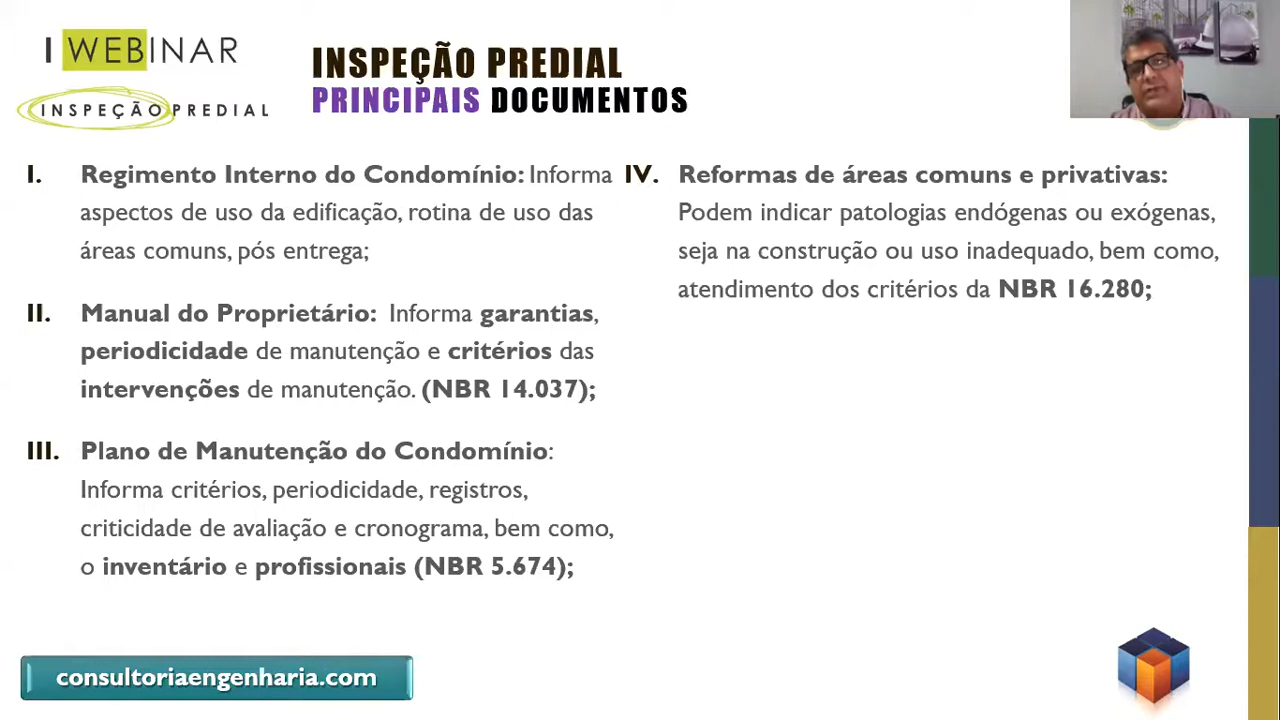 I WEBINAR
INSPEÇÃO PREDIAL
INSPEÇÃO PREDIAL
PRINCIPAIS DOCUMENTOS
I. Regimento Interno do Condomínio: Informa
aspectos de uso da edificação, rotina de uso das
áreas comuns, pós entrega;
II. Manual do Proprietário: Informa garantias,
periodicidade de manutenção e critérios das
intervenções de manutenção. (NBR 14.037);
III. Plano de Manutenção do Condomínio:
Informa critérios, periodicidade, registros,
criticidade de avaliação e cronograma, bem como,
o inventário e profissionais (NBR 5.674);
IV. Reformas de áreas comuns e privativas:
Podem indicar patologias endógenas ou exógenas,
seja na construção ou uso inadequado, bem como,
atendimento dos critérios da NBR 16.280;
consultoriaengenharia.com